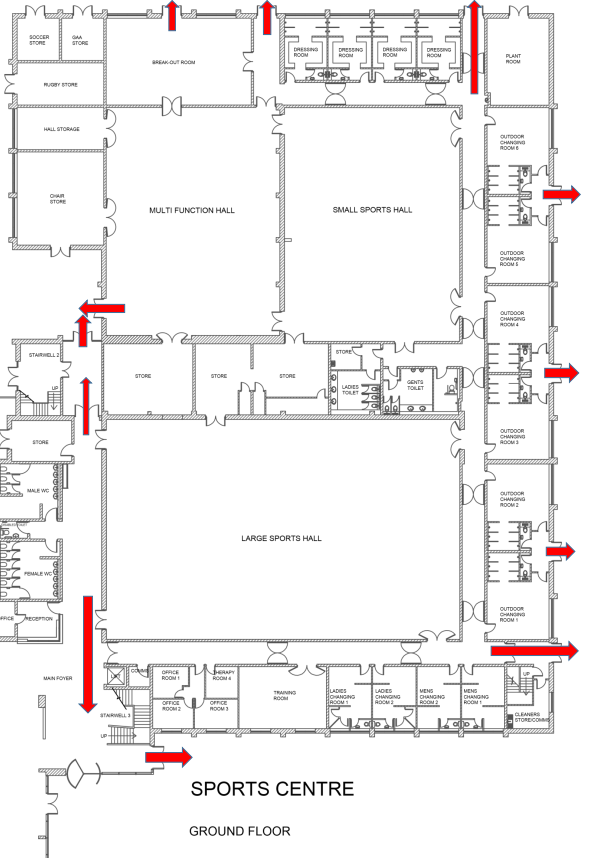 SOCCER
STORE
GAA
STORE
BREAK-OUT ROOM
DRESSING
ROOM
DRESSING
ROOM
DRESSING
ROOM
DRESSING
ROOM
PLANT
ROOM
RUGBY STORE
HALL STORAGE
OUTDOOR
CHANGING
ROOM 6
CHAIR
STORE
MULTI FUNCTION HALL
SMALL SPORTS HALL
OUTDOOR
CHANGING
ROOM 5
OUTDOOR
CHANGING
ROOM 4
STAIRWELL 2
UP
STORE
STORE
STORE
STORE
LADIES
TOILET
GENTS
TOILET
STORE
OUTDOOR
CHANGING
ROOM 3
MALE WC
OUTDOOR
CHANGING
ROOM 2
LARGE SPORTS HALL
FEMALE WC
OFFICE
RECEPTION
OUTDOOR
CHANGING
ROOM 1
MAIN FOYER
LIFT
COMMS
OFFICE
ROOM 1
THERAPY
ROOM 4
TRAINING
ROOM
LADIES
CHANGING
ROOM 1
LADIES
CHANGING
ROOM 2
MENS
CHANGING
ROOM 2
MENS
CHANGING
ROOM 1
UP
OFFICE
ROOM 2
OFFICE
ROOM 3
STAIRWELL 3
UP
CLEANERS
STORE/COMMS
SPORTS CENTRE
GROUND FLOOR